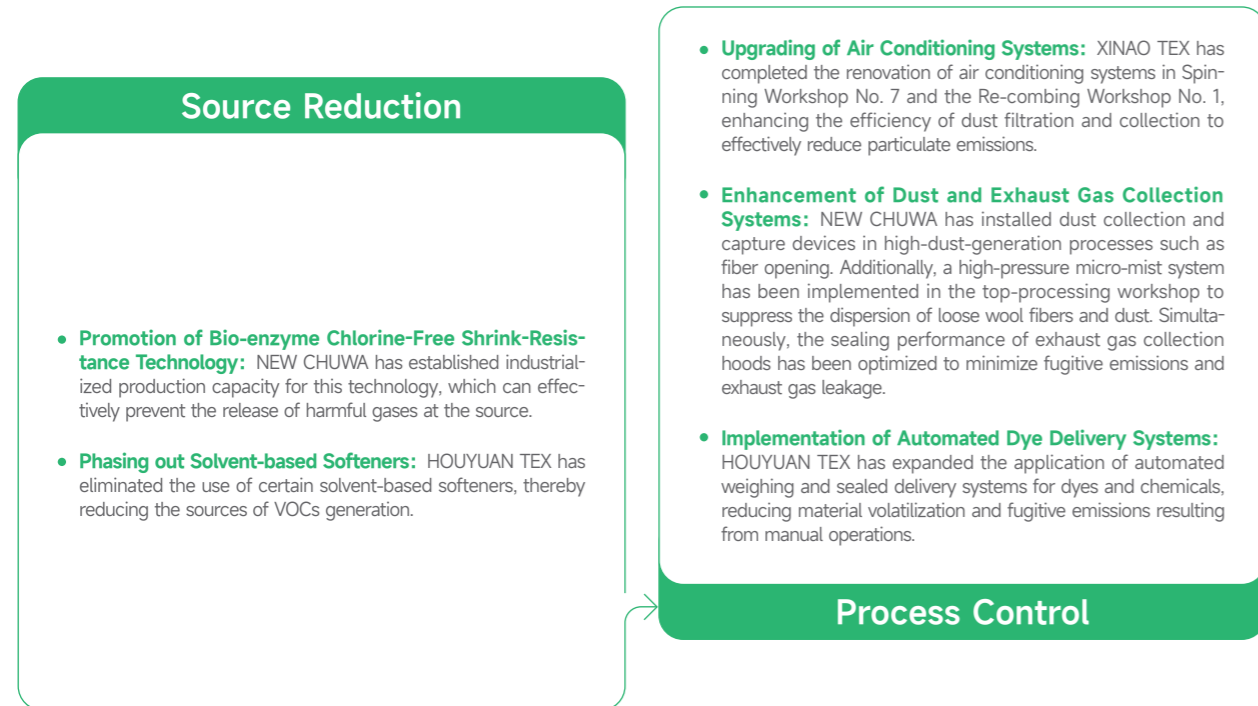 Source Reduction
• Promotion of Bio-enzyme Chlorine-Free Shrink-Resis-
tance Technology: NEW CHUWA has established industrial-
ized production capacity for this technology, which can effec-
tively prevent the release of harmful gases at the source.
• Phasing out Solvent-based Softeners: HOUYUAN TEX has
eliminated the use of certain solvent-based softeners, thereby
reducing the sources of VOCs generation.
• Upgrading of Air Conditioning Systems: XINAO TEX has
completed the renovation of air conditioning systems in Spin-
ning Workshop No. 7 and the Re-combing Workshop No. 1,
enhancing the efficiency of dust filtration and collection to
effectively reduce particulate emissions.
• Enhancement of Dust and Exhaust Gas Collection
Systems: NEW CHUWA has installed dust collection and
capture devices in high-dust-generation processes such as
fiber opening. Additionally, a high-pressure micro-mist system
has been implemented in the top-processing workshop to
suppress the dispersion of loose wool fibers and dust. Simulta-
neously, the sealing performance of exhaust gas collection
hoods has been optimized to minimize fugitive emissions and
exhaust gas leakage.
• Implementation of Automated Dye Delivery Systems:
HOUYUAN TEX has expanded the application of automated
weighing and sealed delivery systems for dyes and chemicals,
reducing material volatilization and fugitive emissions resulting
from manual operations.
Process Control